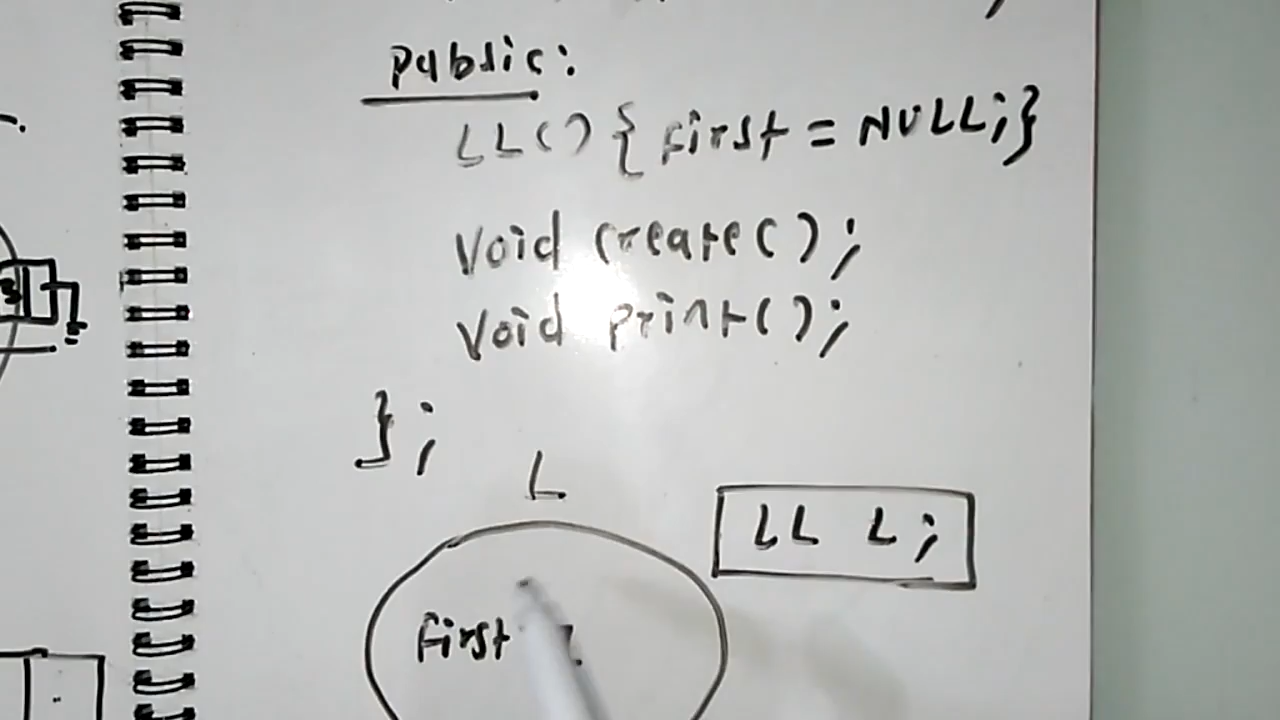 public:
LL() { first = NULL; }
void create();
void print();
};
L
LL L;
first